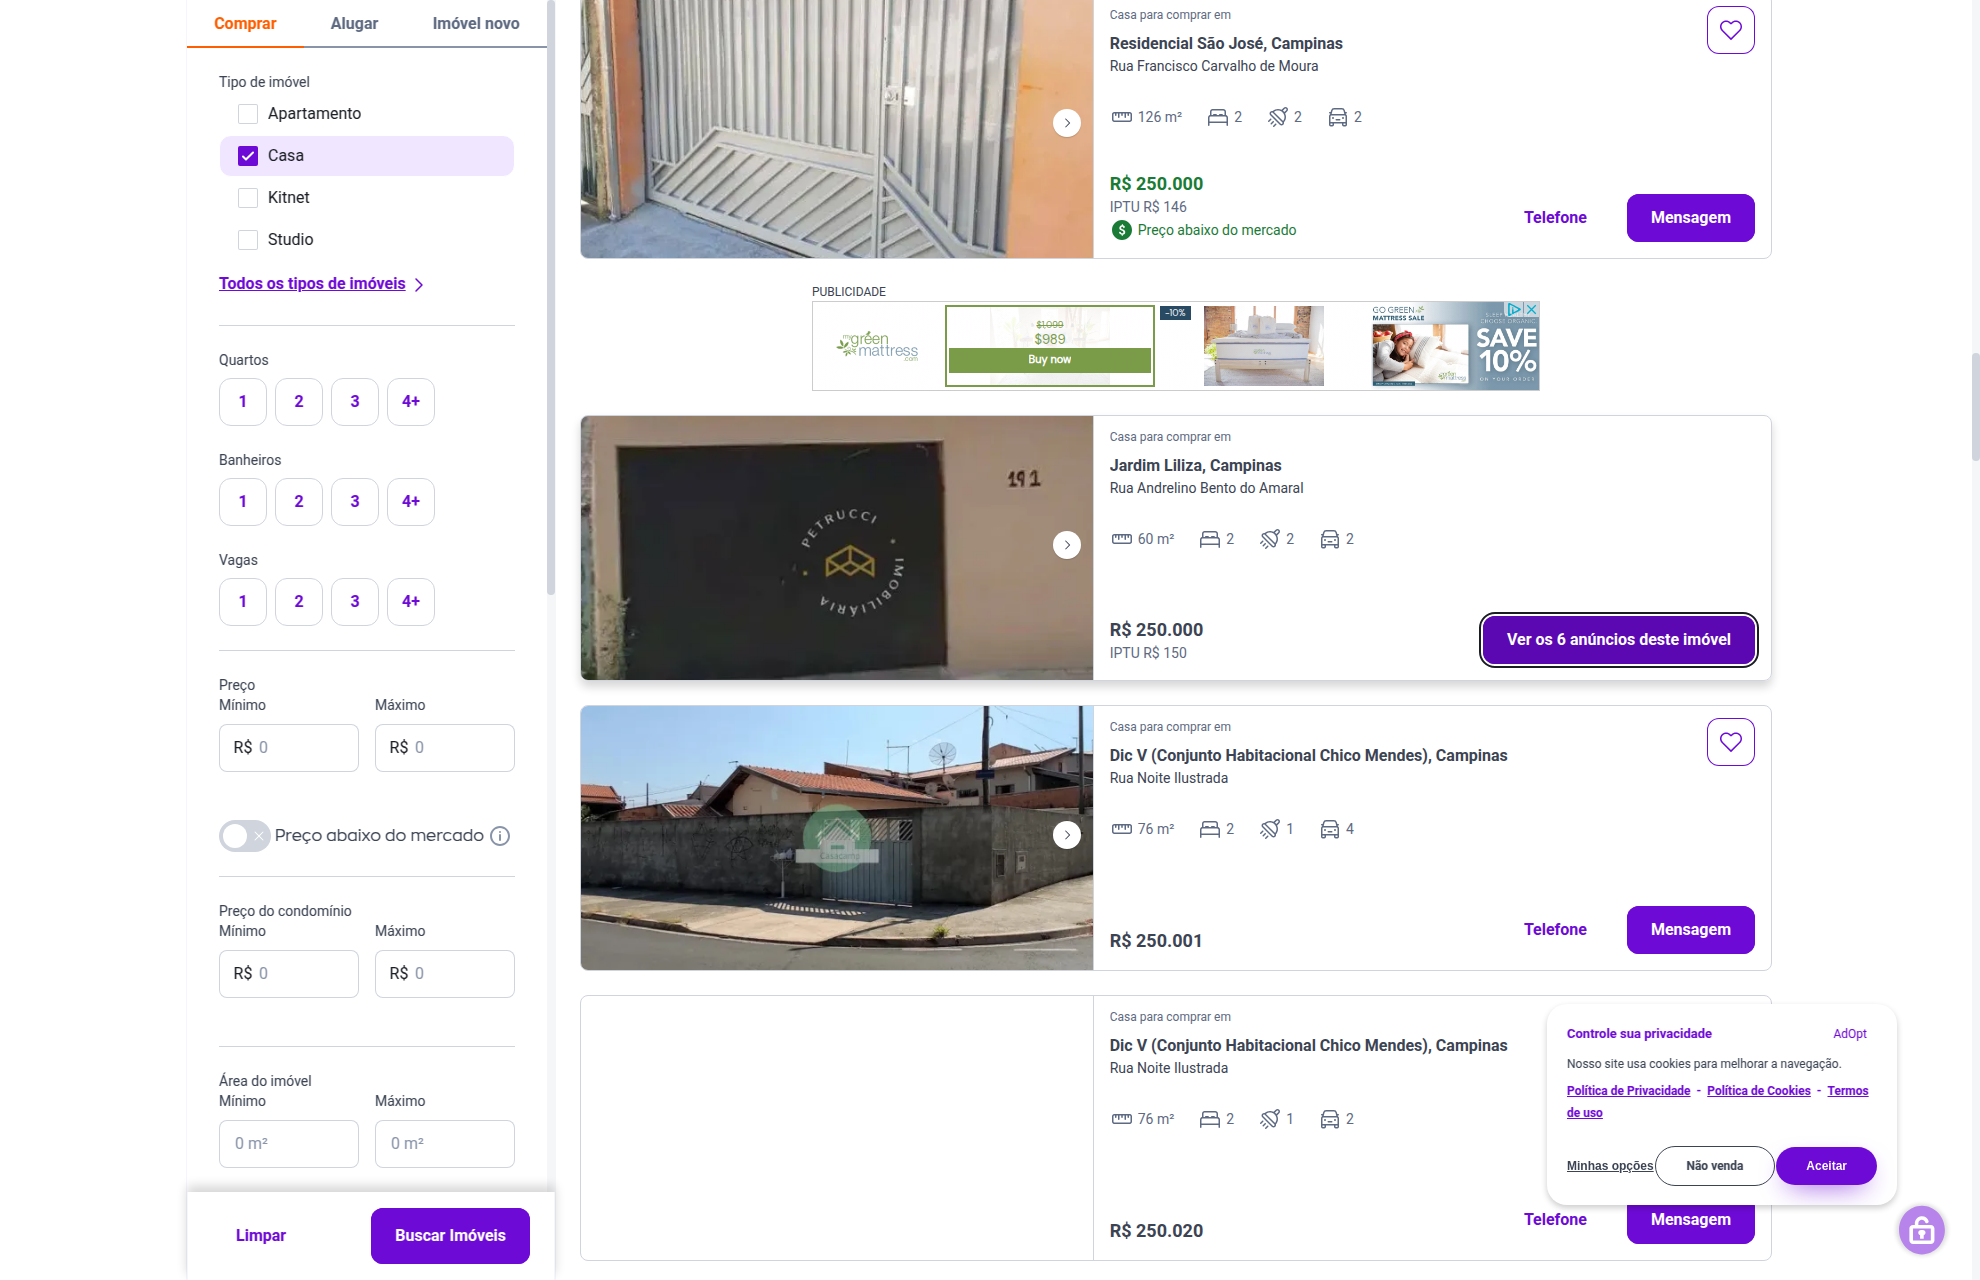 Comprar
Alugar
Imóvel novo
Tipo de imóvel
Apartamento
Casa
Kitnet
Studio
Todos os tipos de imóveis
Quartos
1
2
3
4+
Banheiros
1
2
3
4+
Vagas
1
2
3
4+
Preço
Mínimo
Máximo
R$ 0
R$ 0
Preço abaixo do mercado
Preço do condomínio
Mínimo
Máximo
R$ 0
R$ 0
Área do imóvel
Mínimo
Máximo
0 m²
0 m²
Limpar
Buscar Imóveis
Casa para comprar em
Residencial São José, Campinas
Rua Francisco Carvalho de Moura
126 m²
2
2
2
R$ 250.000
IPTU R$ 146
Preço abaixo do mercado
Telefone
Mensagem
PUBLICIDADE
my green mattress .com
$1,099
$989
Buy now
-10%
GO GREEN
MATTRESS SALE
CHOOSE ORGANIC
SAVE
10%
ON YOUR ORDER
191
PETRUCCI
IMOBILIÁRIA
Casa para comprar em
Jardim Liliza, Campinas
Rua Andrelino Bento do Amaral
60 m²
2
2
2
R$ 250.000
IPTU R$ 150
Ver os 6 anúncios deste imóvel
Casa para comprar em
Dic V (Conjunto Habitacional Chico Mendes), Campinas
Rua Noite Ilustrada
76 m²
2
1
4
R$ 250.001
Telefone
Mensagem
Casa para comprar em
Dic V (Conjunto Habitacional Chico Mendes), Campinas
Rua Noite Ilustrada
76 m²
2
1
2
R$ 250.020
Telefone
Mensagem
Controle sua privacidade
AdOpt
Nosso site usa cookies para melhorar a navegação.
Política de Privacidade - Política de Cookies - Termos
de uso
Minhas opções
Não venda
Aceitar